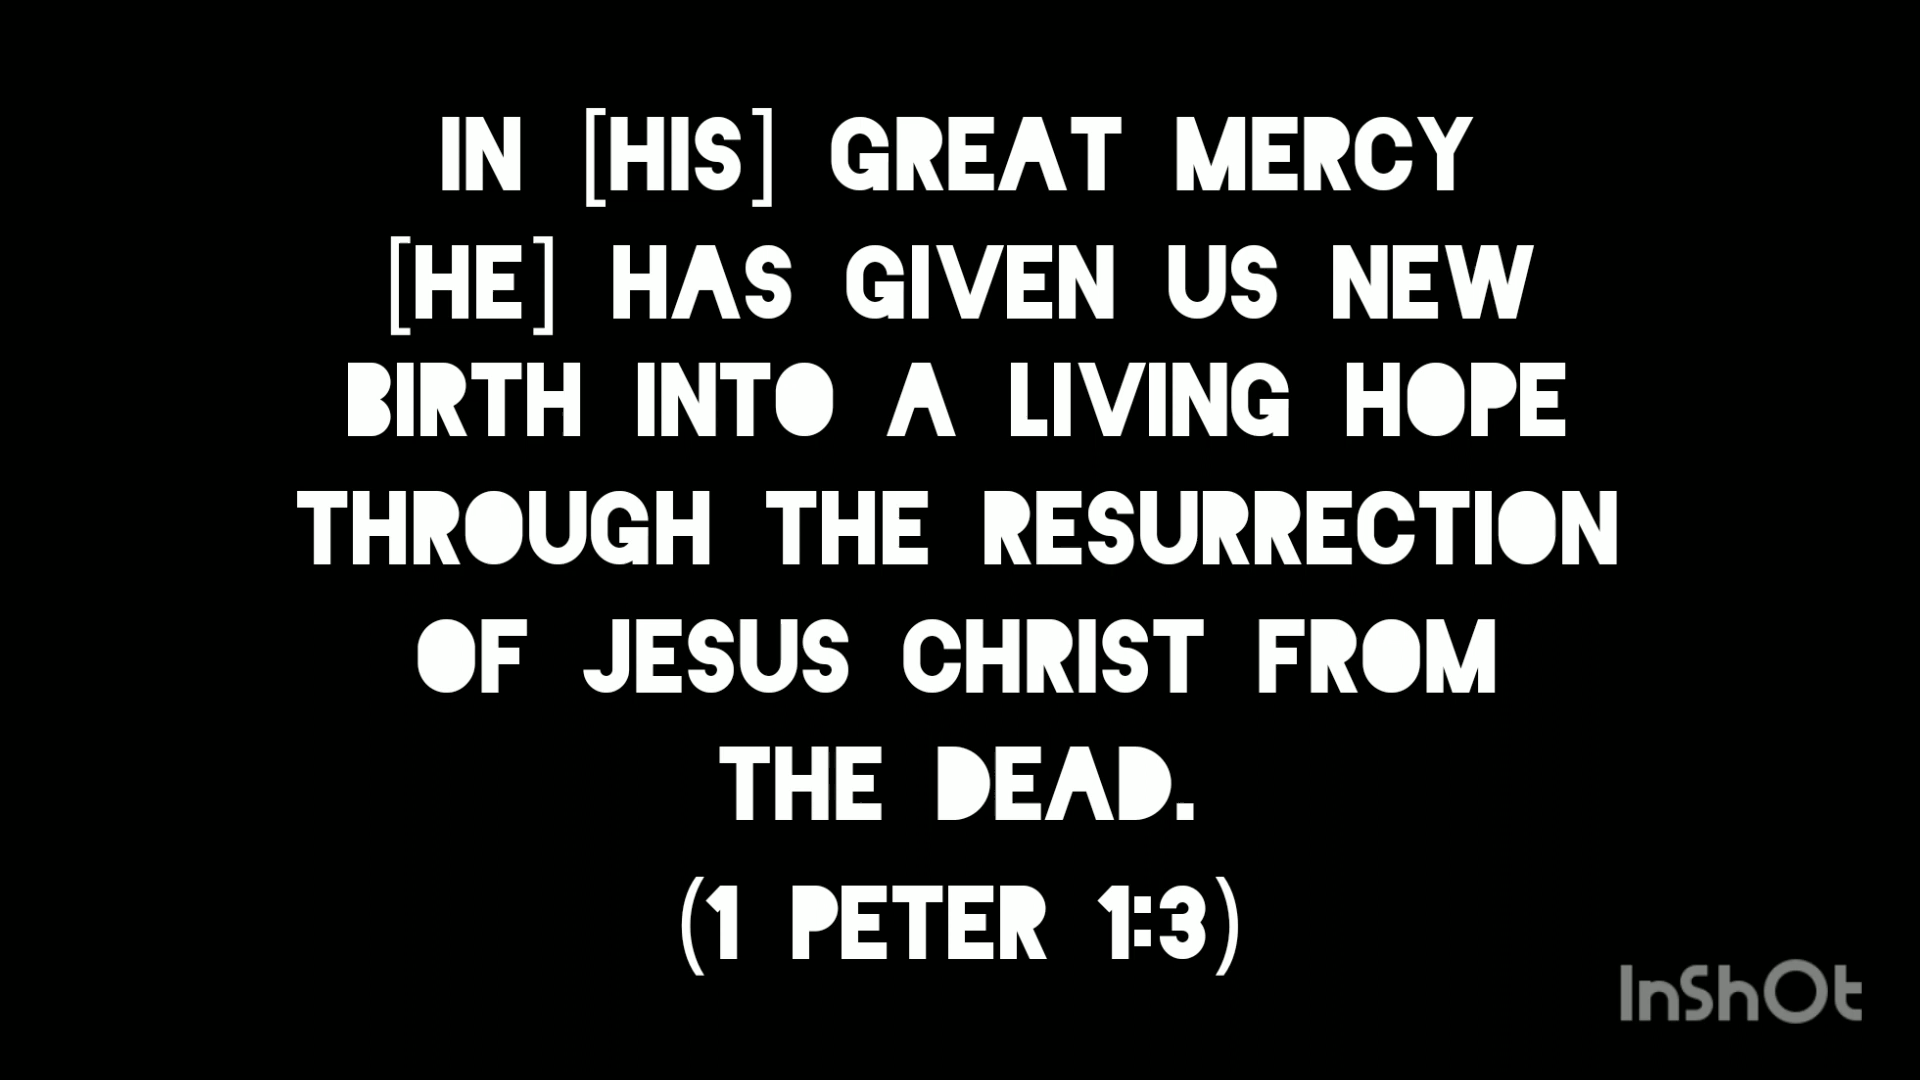 IN [HIS] GREAT MERCY
[HE] HAS GIVEN US NEW
BIRTH INTO A LIVING HOPE
THROUGH THE RESURRECTION
OF JESUS CHRIST FROM
THE DEAD.
(1 PETER 1:3)
InShOt